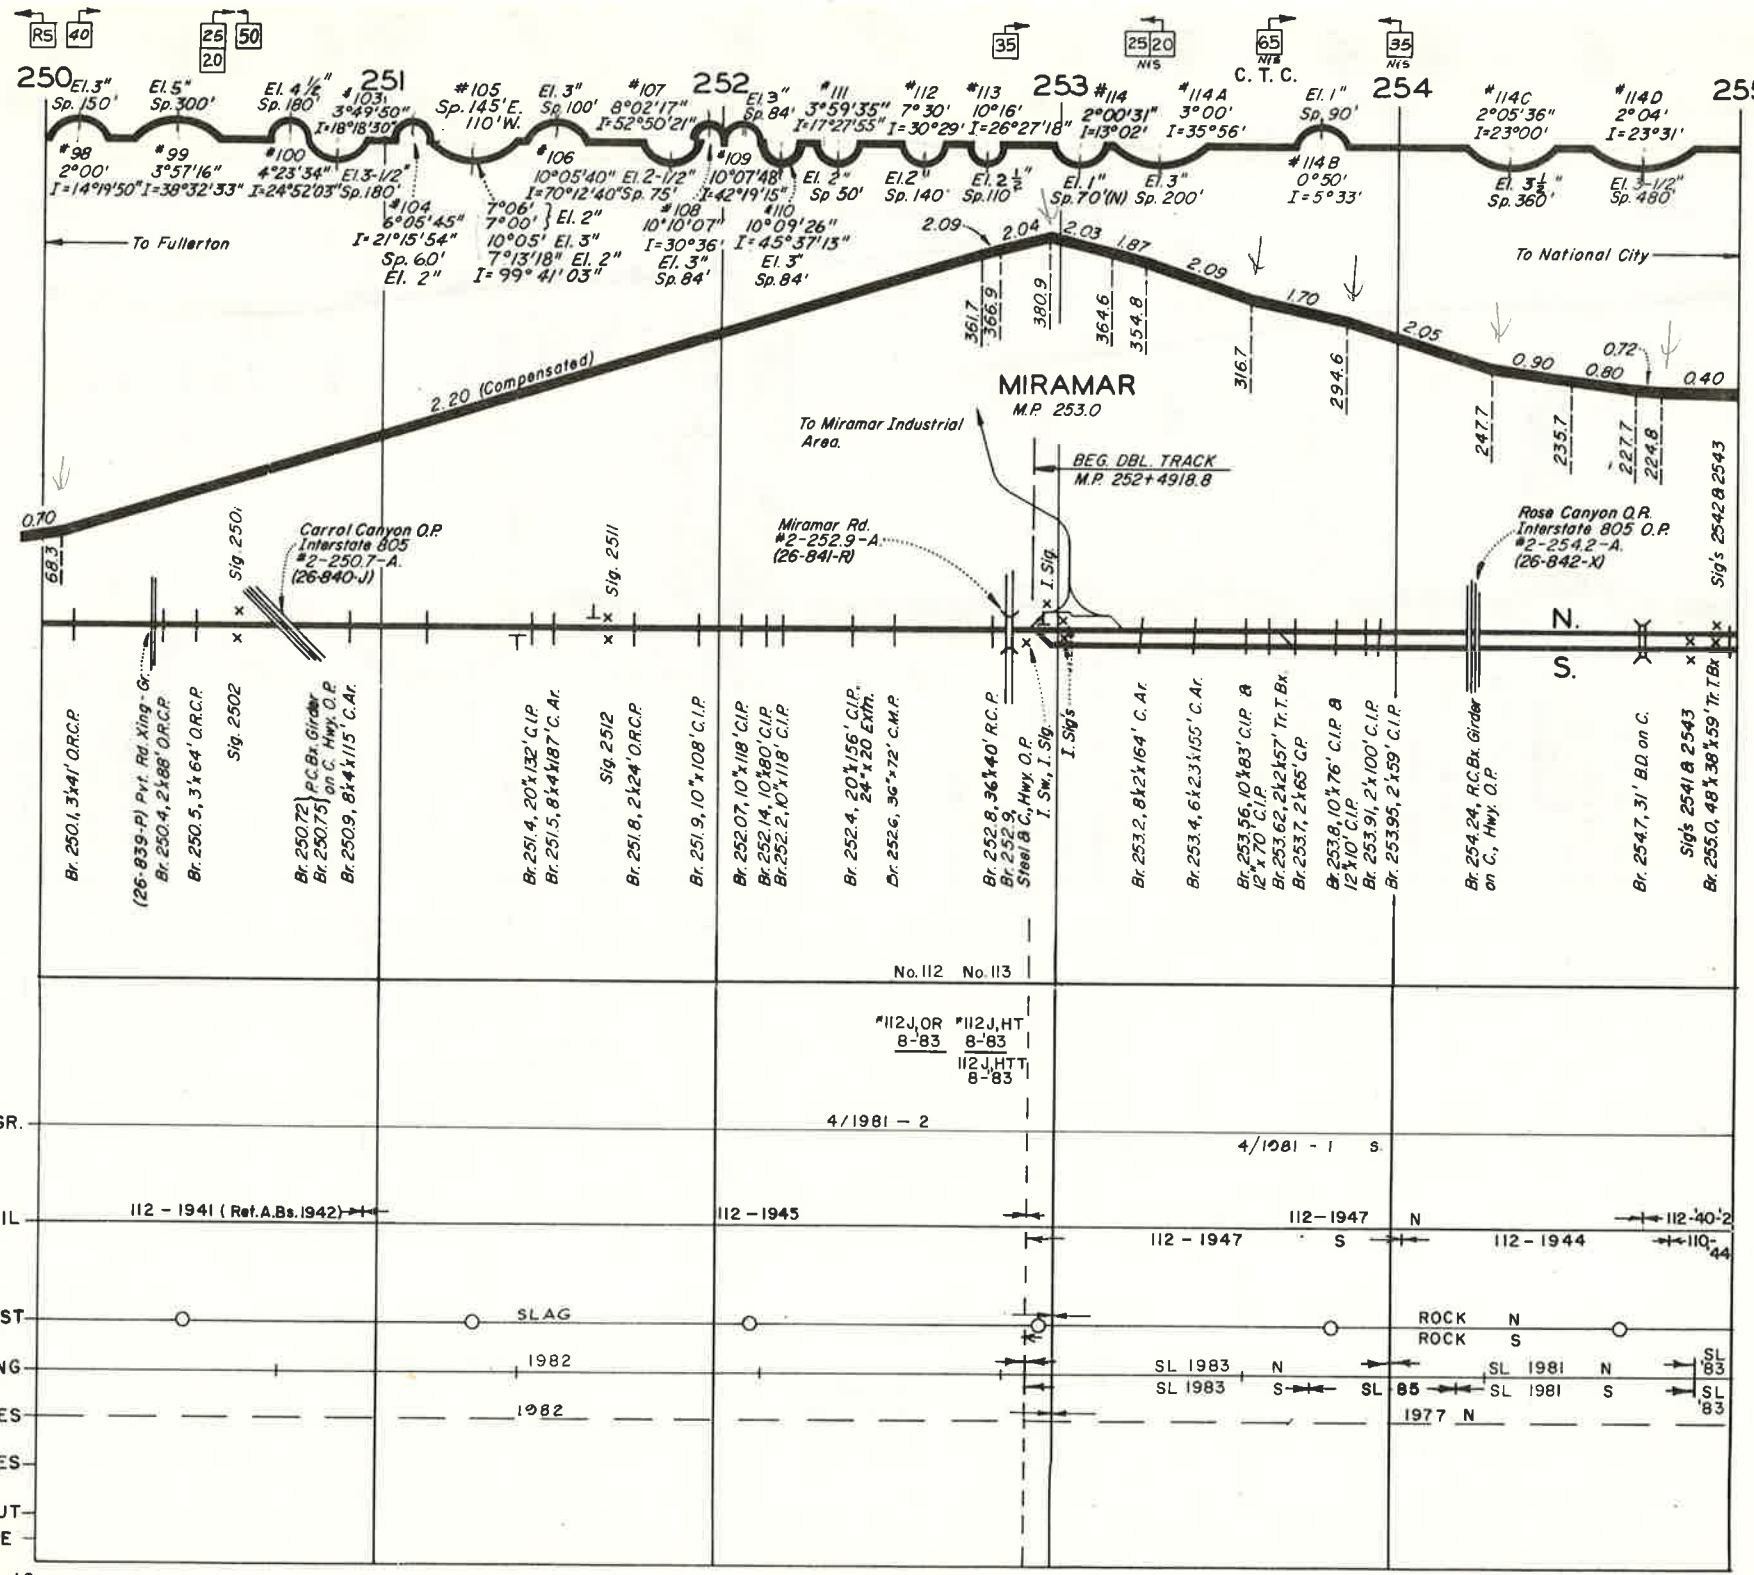 RS 40
25 50
20
35
25 20
N&S
65
N&S
35
N&S
C. T. C.
250
251
252
253
254
El. 3"
Sp. 150'
El. 5"
Sp. 300'
El. 4 1/2"
Sp. 180'
#103
3°49'50"
I=18°18'30"
#105
Sp. 145' E.
110' W.
El. 3"
Sp. 100'
#107
8°02'17"
I=52°50'21"
El. 3"
Sp. 84'
#111
3°59'35"
I=17°27'55"
#112
7°30'
I=30°29'
#113
10°16'
I=26°27'18"
#114
2°00'31"
I=13°02'
#114A
3°00'
I=35°56'
El. 1"
Sp. 90'
#114C
2°05'36"
I=23°00'
#114D
2°04'
I=23°31'
#98
2°00'
I=14°19'50"
#99
3°57'16"
I=38°32'33"
#100
4°23'34"
I=24°52'03"
El. 3-1/2"
Sp. 180'
#104
6°05'45"
I=21°15'54"
Sp. 60'
El. 2"
7°06'
7°00' } El. 2"
10°05' El. 3"
7°13'18" El. 2"
I=99°41'03"
#106
10°05'40"
I=70°12'40"
El. 2-1/2"
Sp. 75'
#108
10°10'07"
I=30°36'
El. 3"
Sp. 84'
#109
10°07'48"
I=42°19'15"
#110
10°09'26"
I=45°37'13"
El. 3"
Sp. 84'
El. 2"
Sp. 50'
El. 2"
Sp. 140'
El. 2 1/2"
Sp. 110'
El. 1"
Sp. 70'(N)
El. 3"
Sp. 200'
#114B
0°50'
I=5°33'
El. 3 1/2"
Sp. 360'
El. 3-1/2"
Sp. 480'
To Fullerton
To National City
0.70
2.20 (Compensated)
2.09
2.04
2.03
1.87
2.09
1.70
2.05
0.90
0.80
0.72
0.40
68.3
361.7
366.9
380.9
364.6
354.8
316.7
294.6
247.7
235.7
227.7
224.8
MIRAMAR
M.P. 253.0
To Miramar Industrial
Area.
BEG. DBL. TRACK
M.P. 252+4918.8
Carrol Canyon O.P.
Interstate 805
#2-250.7-A.
(26-840-J)
Miramar Rd.
#2-252.9-A.
(26-841-R)
Rose Canyon O.P.
Interstate 805 O.P.
#2-254.2-A.
(26-842-X)
Sig. 2501
Sig. 2511
I. Sig.
Sig's 2542 & 2543
N.
S.
Br. 250.1, 3'x41' O.R.C.P.
(26-839-P) Pvt. Rd. Xing-Gr.
Br. 250.4, 2'x88' O.R.C.P.
Br. 250.5, 3'x64' O.R.C.P.
Sig. 2502
Br. 250.72 } P.C.Bx. Girder
Br. 250.75 } on C. Hwy. O.P.
Br. 250.9, 8'x4'x115' C. Ar.
Br. 251.4, 20"x132' C.I.P.
Br. 251.5, 8'x4'x187' C. Ar.
Sig. 2512
Br. 251.8, 2'x24' O.R.C.P.
Br. 251.9, 10"x108' C.I.P.
Br. 252.07, 10"x118' C.I.P.
Br. 252.14, 10"x80' C.I.P.
Br. 252.2, 10"x118' C.I.P.
Br. 252.4, 20"x156' C.I.P.,
24"x20' Extn.
Br. 252.6, 36"x72' C.M.P.
Br. 252.8, 36"x40' R.C.P.
Br. 252.9,
Steel & C., Hwy. O.P.
I. Sw., I. Sig.
I. Sig's
Br. 253.2, 8'x2'x164' C. Ar.
Br. 253.4, 6'x2.3'x155' C. Ar.
Br. 253.56, 10"x83' C.I.P. &
12"x70' C.I.P.
Br. 253.62, 2'x2'x57' Tr. T. Bx.
Br. 253.7, 2'x65' C.P.
Br. 253.8, 10"x76' C.I.P. &
12"x10' C.I.P.
Br. 253.91, 2'x100' C.I.P.
Br. 253.95, 2'x59' C.I.P.
Br. 254.24, R.C.Bx. Girder
on C., Hwy. O.P.
Br. 254.7, 31' B.D. on C.
Sig's 2541 & 2543
Br. 255.0, 48"x38"x59' Tr. T. Bx
No. 112 No. 113
*112J,OR *112J,HT
8-'83 8-'83
112J,HTT
8-'83
SR.
4/1981 – 2
4/1981 - 1 S.
IL
112 – 1941 (Ref. A. Bs. 1942)
112 –1945
112–1947 N
112-'40-'2
112 – 1947 S
112 – 1944
110-'44
ST
SLAG
ROCK N
ROCK S
NG
1982
SL 1983 N
SL 1981 N
SL '83
SL 1983 S
SL 85
SL 1981 S
SL '83
ES
1982
1977 N
ES
UT
E